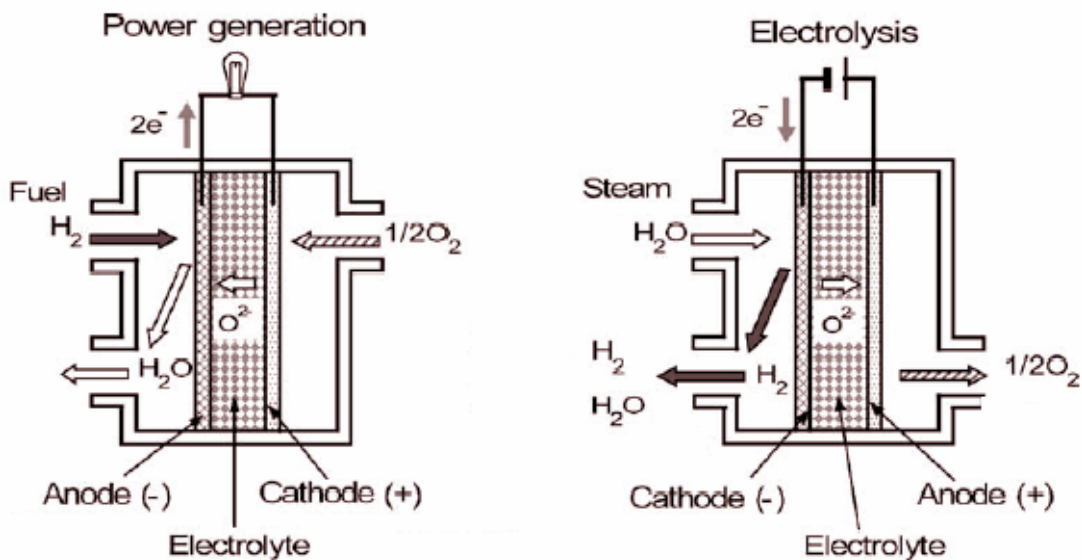 Power generation
2e⁻
Fuel
H₂
1/2O₂
O²⁻
H₂O
Anode (-)
Cathode (+)
Electrolyte
Electrolysis
2e⁻
Steam
H₂O
O²⁻
H₂
H₂
H₂O
1/2O₂
Cathode (-)
Anode (+)
Electrolyte